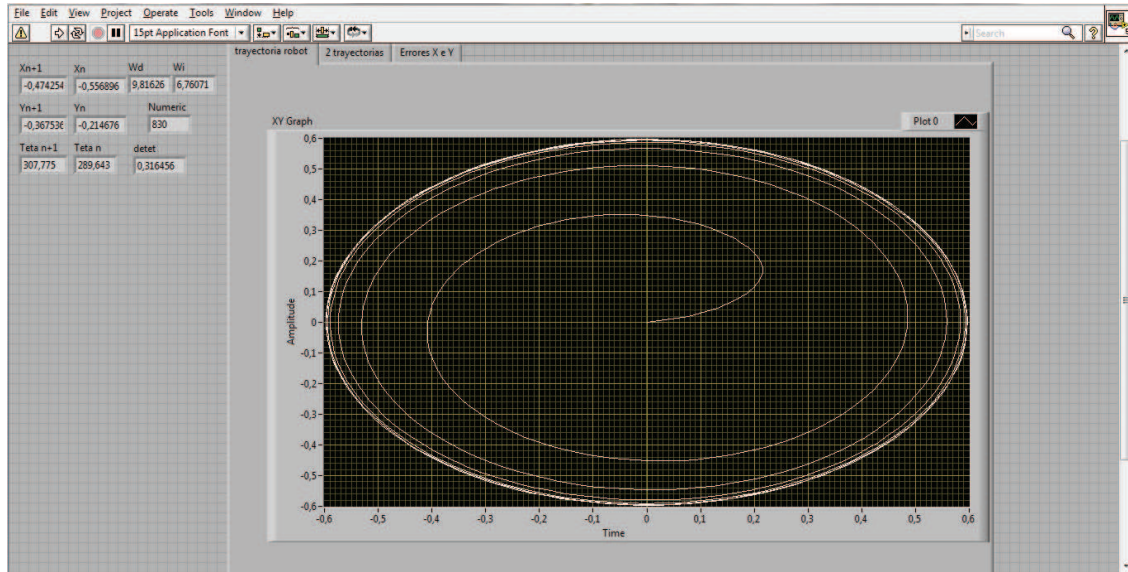 File Edit View Project Operate Tools Window Help
15pt Application Font
Search
trayectoria robot 2 trayectorias Errores X e Y
Xn+1 Xn Wd Wi
-0,474254 -0,556896 9,81626 6,76071
Yn+1 Yn Numeric
-0,367536 -0,214676 830
Teta n+1 Teta n detet
307,775 289,643 0,316456
XY Graph
Plot 0
0,6
0,5
0,4
0,3
0,2
0,1
0
-0,1
-0,2
-0,3
-0,4
-0,5
-0,6
Amplitude
-0,6 -0,5 -0,4 -0,3 -0,2 -0,1 0 0,1 0,2 0,3 0,4 0,5 0,6
Time